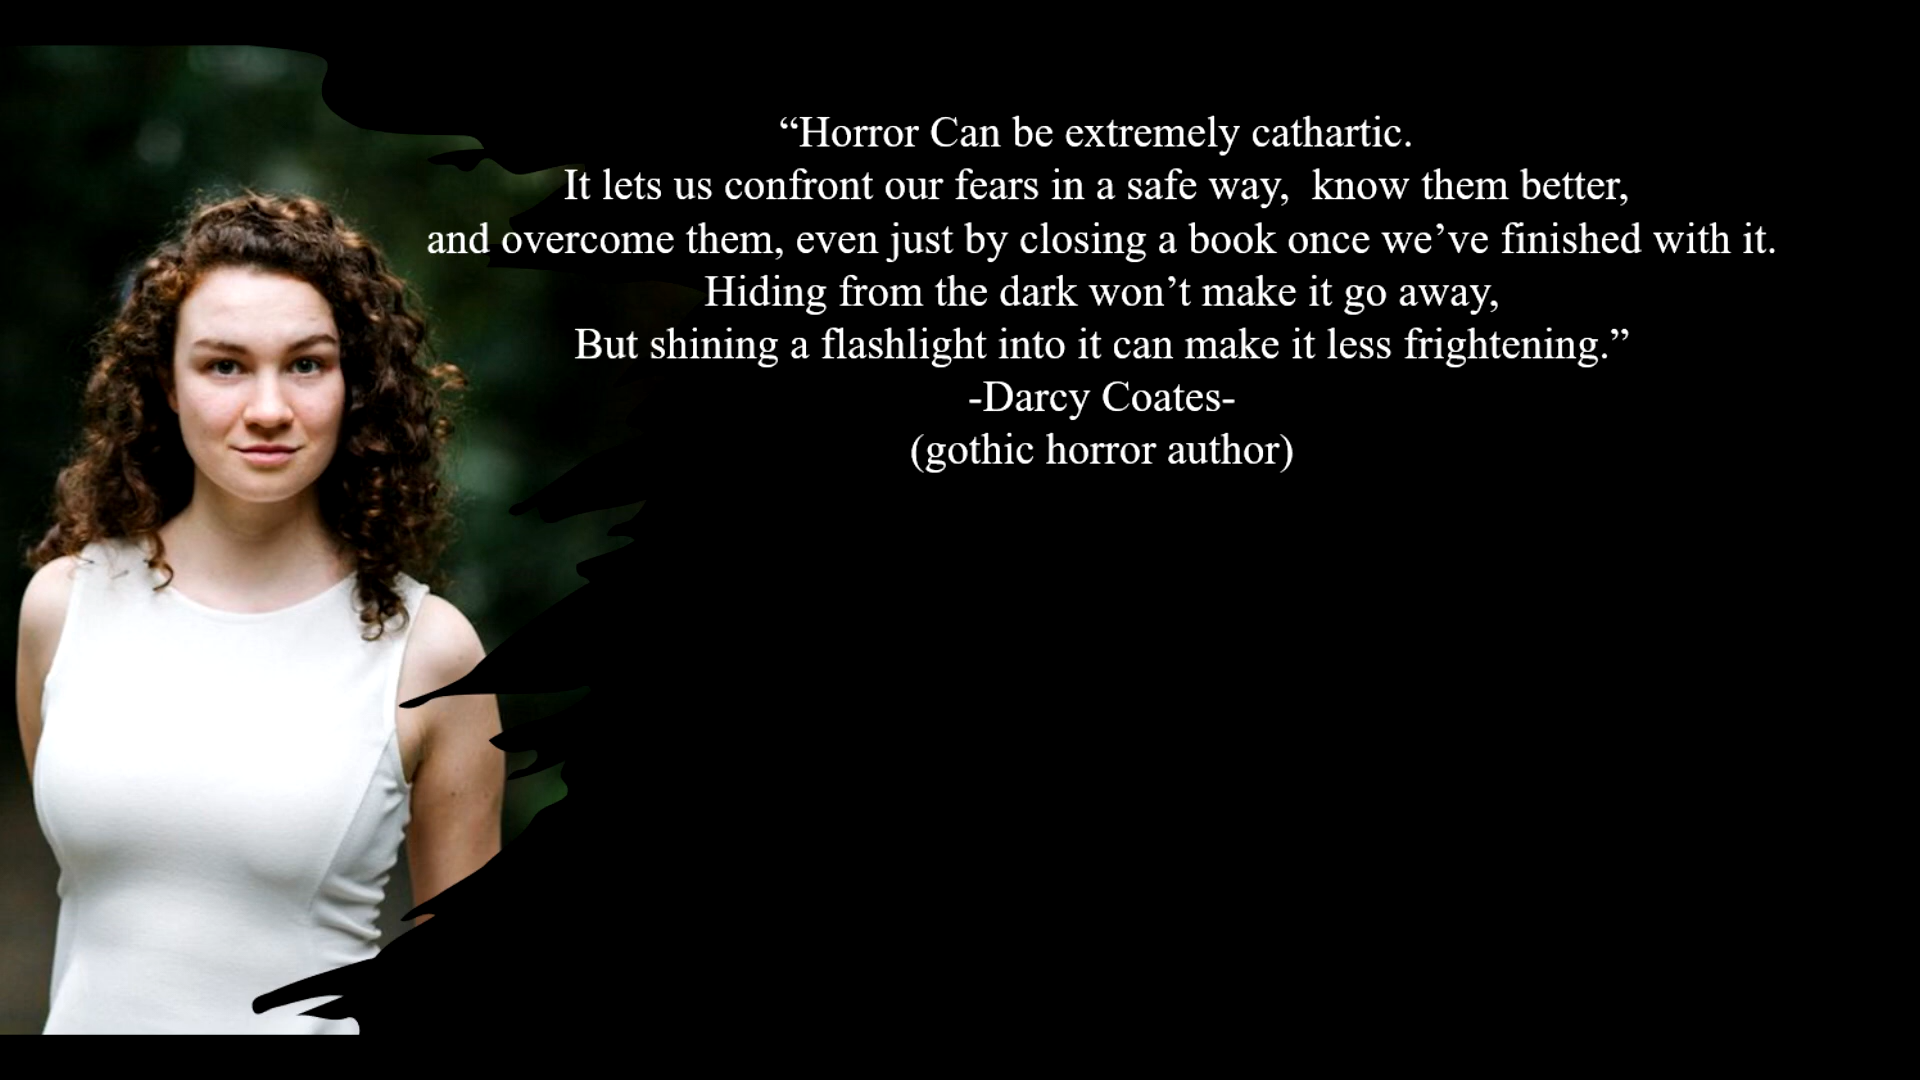 “Horror Can be extremely cathartic.
It lets us confront our fears in a safe way,  know them better,
and overcome them, even just by closing a book once we’ve finished with it.
Hiding from the dark won’t make it go away,
But shining a flashlight into it can make it less frightening.”
-Darcy Coates-
(gothic horror author)